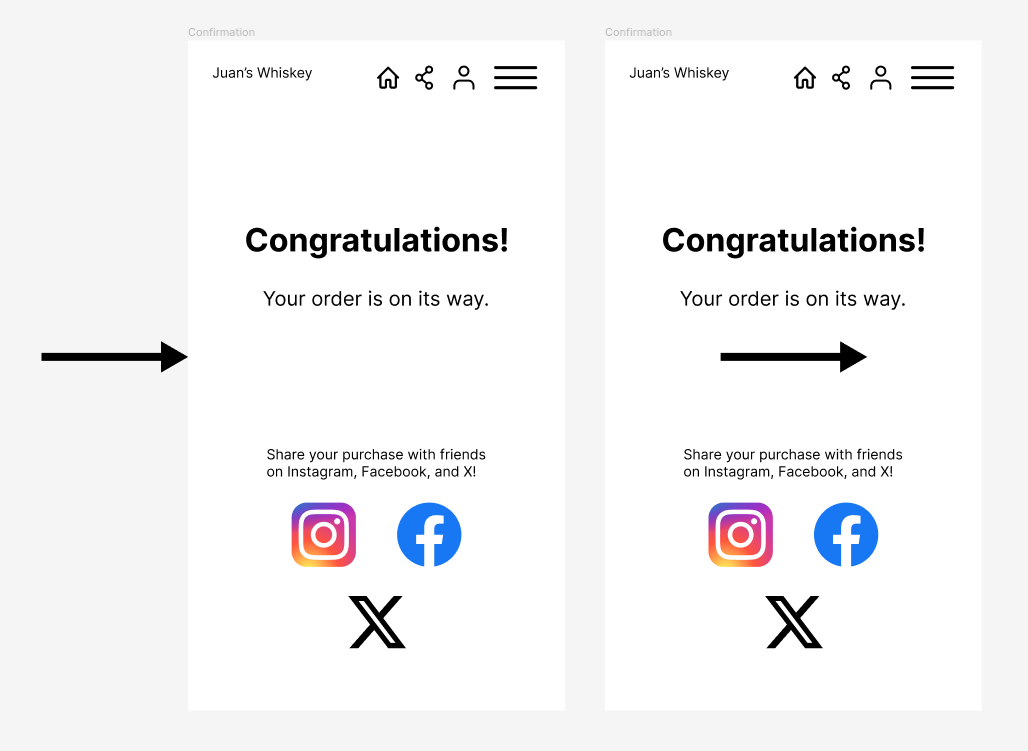 Confirmation
Juan's Whiskey
Congratulations!
Your order is on its way.
Share your purchase with friends
on Instagram, Facebook, and X!
Confirmation
Juan's Whiskey
Congratulations!
Your order is on its way.
Share your purchase with friends
on Instagram, Facebook, and X!